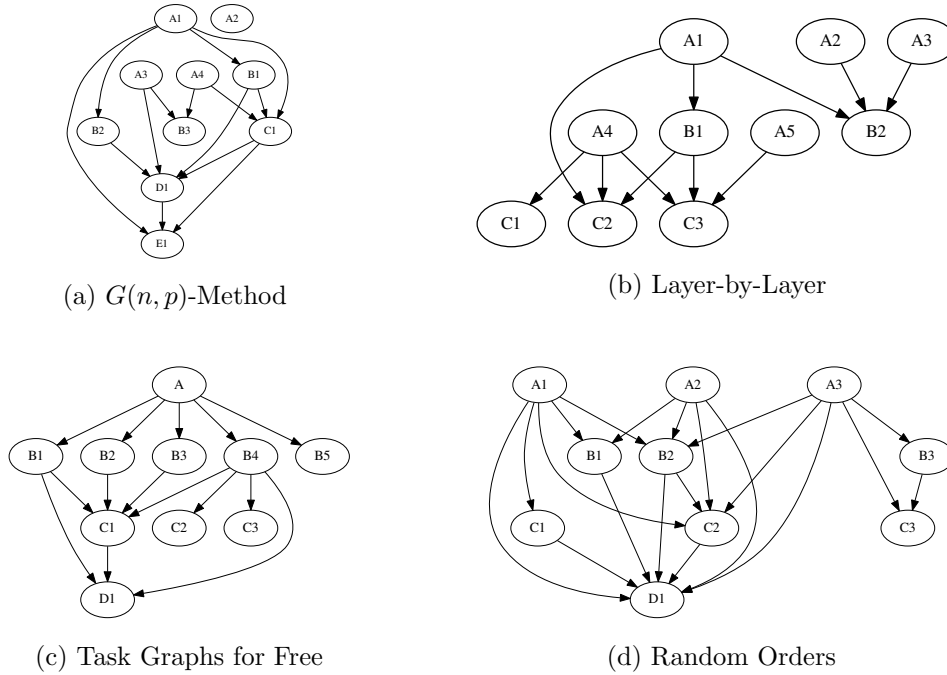 A1 A2
A3 A4 B1
B2 B3 C1
D1
E1
(a) G(n, p)-Method
A1 A2 A3
A4 B1 A5 B2
C1 C2 C3
(b) Layer-by-Layer
A
B1 B2 B3 B4 B5
C1 C2 C3
D1
(c) Task Graphs for Free
A1 A2 A3
B1 B2 B3
C1 C2 C3
D1
(d) Random Orders